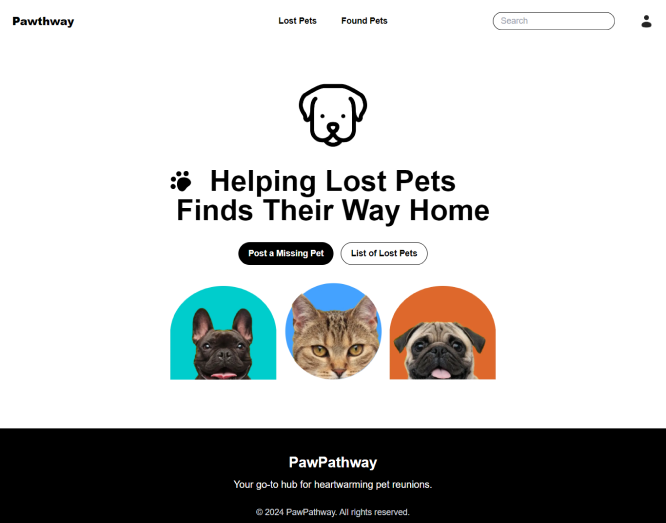 Pawthway
Lost Pets
Found Pets
Search
Helping Lost Pets
Finds Their Way Home
Post a Missing Pet
List of Lost Pets
PawPathway
Your go-to hub for heartwarming pet reunions.
© 2024 PawPathway. All rights reserved.